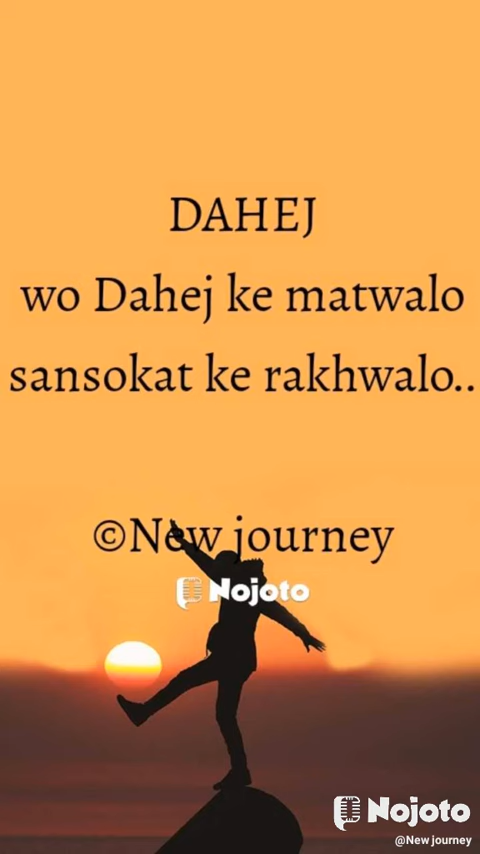 DAHEJ
wo Dahej ke matwalo
sansokat ke rakhwalo..
©New journey
Nojoto
Nojoto
@New journey